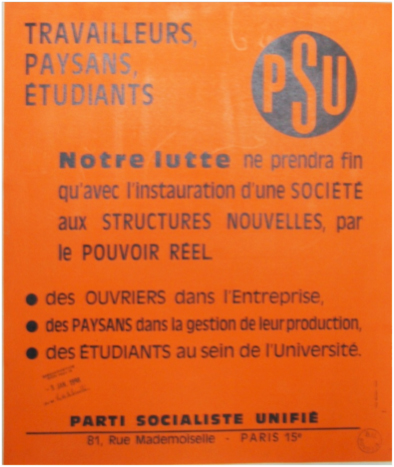 TRAVAILLEURS,
PAYSANS,
ÉTUDIANTS
PSU
Notre lutte ne prendra fin
qu'avec l'instauration d'une SOCIÉTÉ
aux STRUCTURES NOUVELLES, par
le POUVOIR RÉEL
● des OUVRIERS dans l'Entreprise,
● des PAYSANS dans la gestion de leur production,
● des ÉTUDIANTS au sein de l'Université.
PARTI SOCIALISTE UNIFIÉ
81, Rue Mademoiselle - PARIS 15e